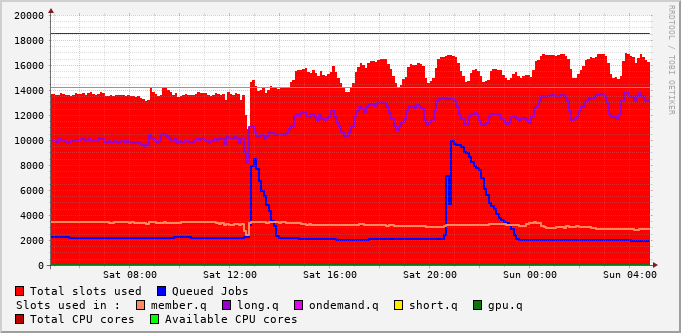 20000
18000
16000
14000
12000
10000
8000
6000
4000
2000
0
Sat 08:00 Sat 12:00 Sat 16:00 Sat 20:00 Sun 00:00 Sun 04:00
RRDTOOL / TOBI OETIKER
Total slots used Queued Jobs
Slots used in : member.q long.q ondemand.q short.q gpu.q
Total CPU cores Available CPU cores